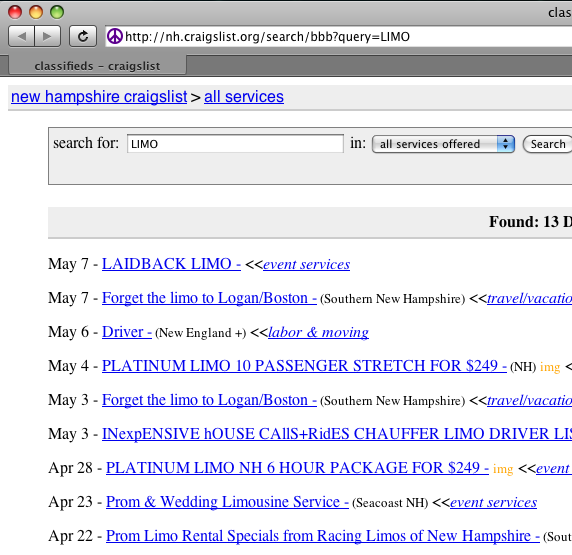 clas
http://nh.craigslist.org/search/bbb?query=LIMO
classifieds – craigslist
new hampshire craigslist > all services
search for: LIMO in: all services offered Search
Found: 13 D
May 7 - LAIDBACK LIMO - <<event services
May 7 - Forget the limo to Logan/Boston - (Southern New Hampshire) <<travel/vacatio
May 6 - Driver - (New England +) <<labor & moving
May 4 - PLATINUM LIMO 10 PASSENGER STRETCH FOR $249 - (NH) img <
May 3 - Forget the limo to Logan/Boston - (Southern New Hampshire) <<travel/vacatio
May 3 - INexpENSIVE hOUSE CAllS+RidES CHAUFFER LIMO DRIVER LIS
Apr 28 - PLATINUM LIMO NH 6 HOUR PACKAGE FOR $249 - img <<event
Apr 23 - Prom & Wedding Limousine Service - (Seacoast NH) <<event services
Apr 22 - Prom Limo Rental Specials from Racing Limos of New Hampshire - (Sout